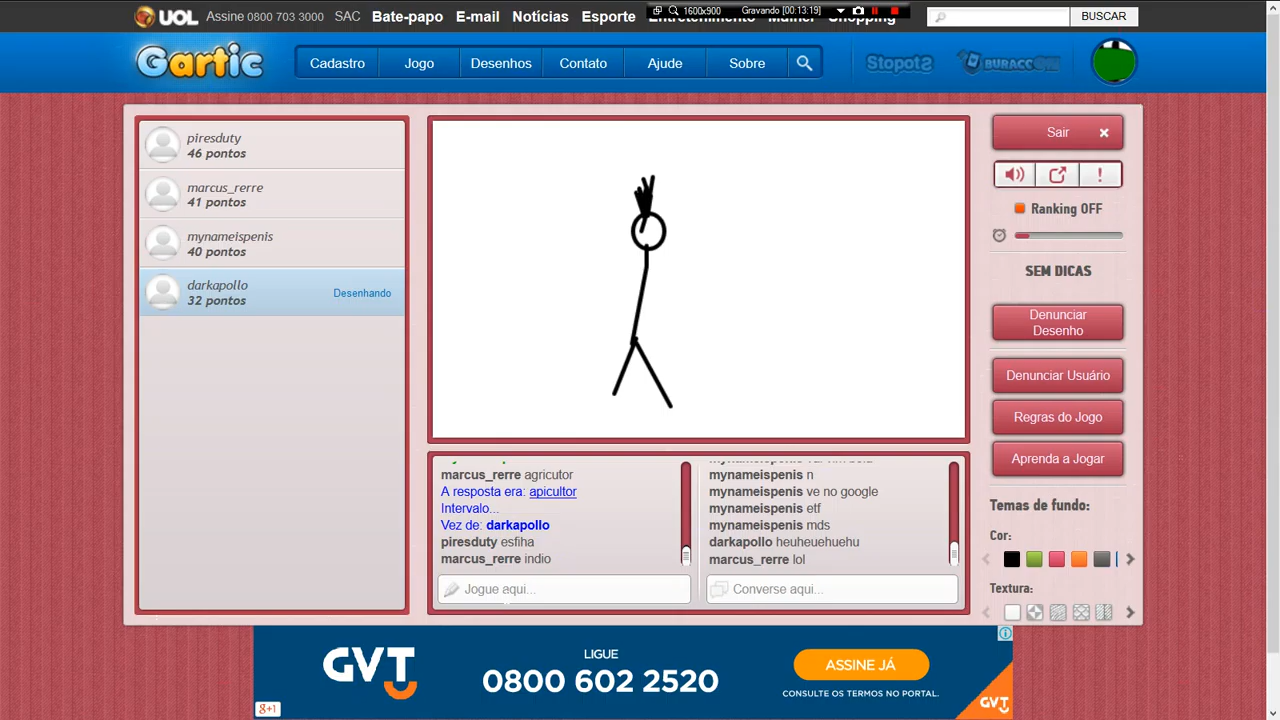 UOL Assine 0800 703 3000 SAC Bate-papo E-mail Notícias Esporte Entretenimento Mulher Shopping BUSCAR
1600x900 Gravando [00:13:19]
Gartic Cadastro Jogo Desenhos Contato Ajude Sobre StopotS BURACOON
piresduty
46 pontos
marcus_rerre
41 pontos
mynameispenis
40 pontos
darkapollo
32 pontos
Desenhando
Sair
Ranking OFF
SEM DICAS
Denunciar
Desenho
Denunciar Usuário
Regras do Jogo
Aprenda a Jogar
Temas de fundo:
Cor:
Textura:
marcus_rerre agricutor
A resposta era: apicultor
Intervalo...
Vez de: darkapollo
piresduty esfiha
marcus_rerre indio
Jogue aqui...
mynameispenis n
mynameispenis ve no google
mynameispenis etf
mynameispenis mds
darkapollo heuheuehuehu
marcus_rerre lol
Converse aqui...
GVT
LIGUE
0800 602 2520
ASSINE JÁ
CONSULTE OS TERMOS NO PORTAL.
GVT
g+1